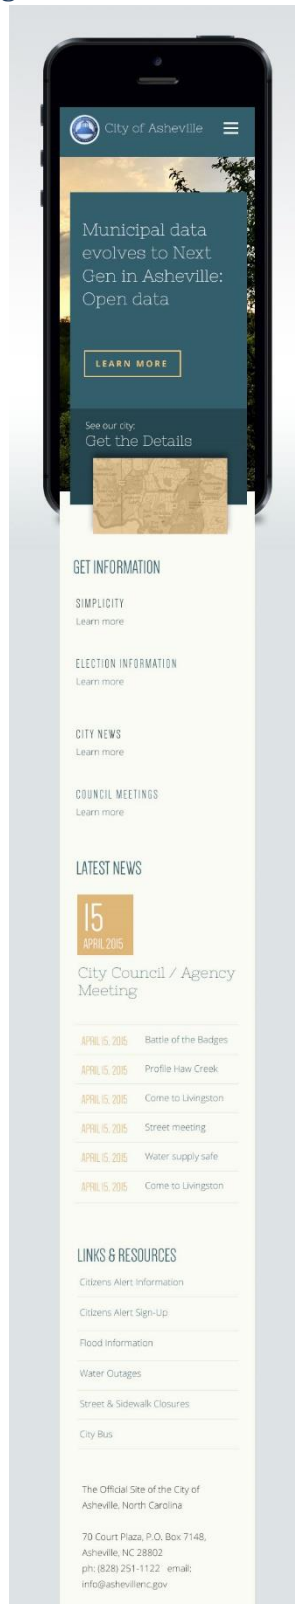 City of Asheville
Municipal data
evolves to Next
Gen in Asheville:
Open data
LEARN MORE
See our city:
Get the Details
GET INFORMATION
SIMPLICITY
Learn more
ELECTION INFORMATION
Learn more
CITY NEWS
Learn more
COUNCIL MEETINGS
Learn more
LATEST NEWS
15
APRIL 2015
City Council / Agency
Meeting
APRIL 15, 2015 Battle of the Badges
APRIL 15, 2015 Profile Haw Creek
APRIL 15, 2015 Come to Livingston
APRIL 15, 2015 Street meeting
APRIL 15, 2015 Water supply safe
APRIL 15, 2015 Come to Livingston
LINKS & RESOURCES
Citizens Alert Information
Citizens Alert Sign-Up
Flood information
Water Outages
Street & Sidewalk Closures
City Bus
The Official Site of the City of
Asheville, North Carolina
70 Court Plaza, P.O. Box 7148,
Asheville, NC 28802
ph: (828) 251-1122 email:
info@ashevillenc.gov